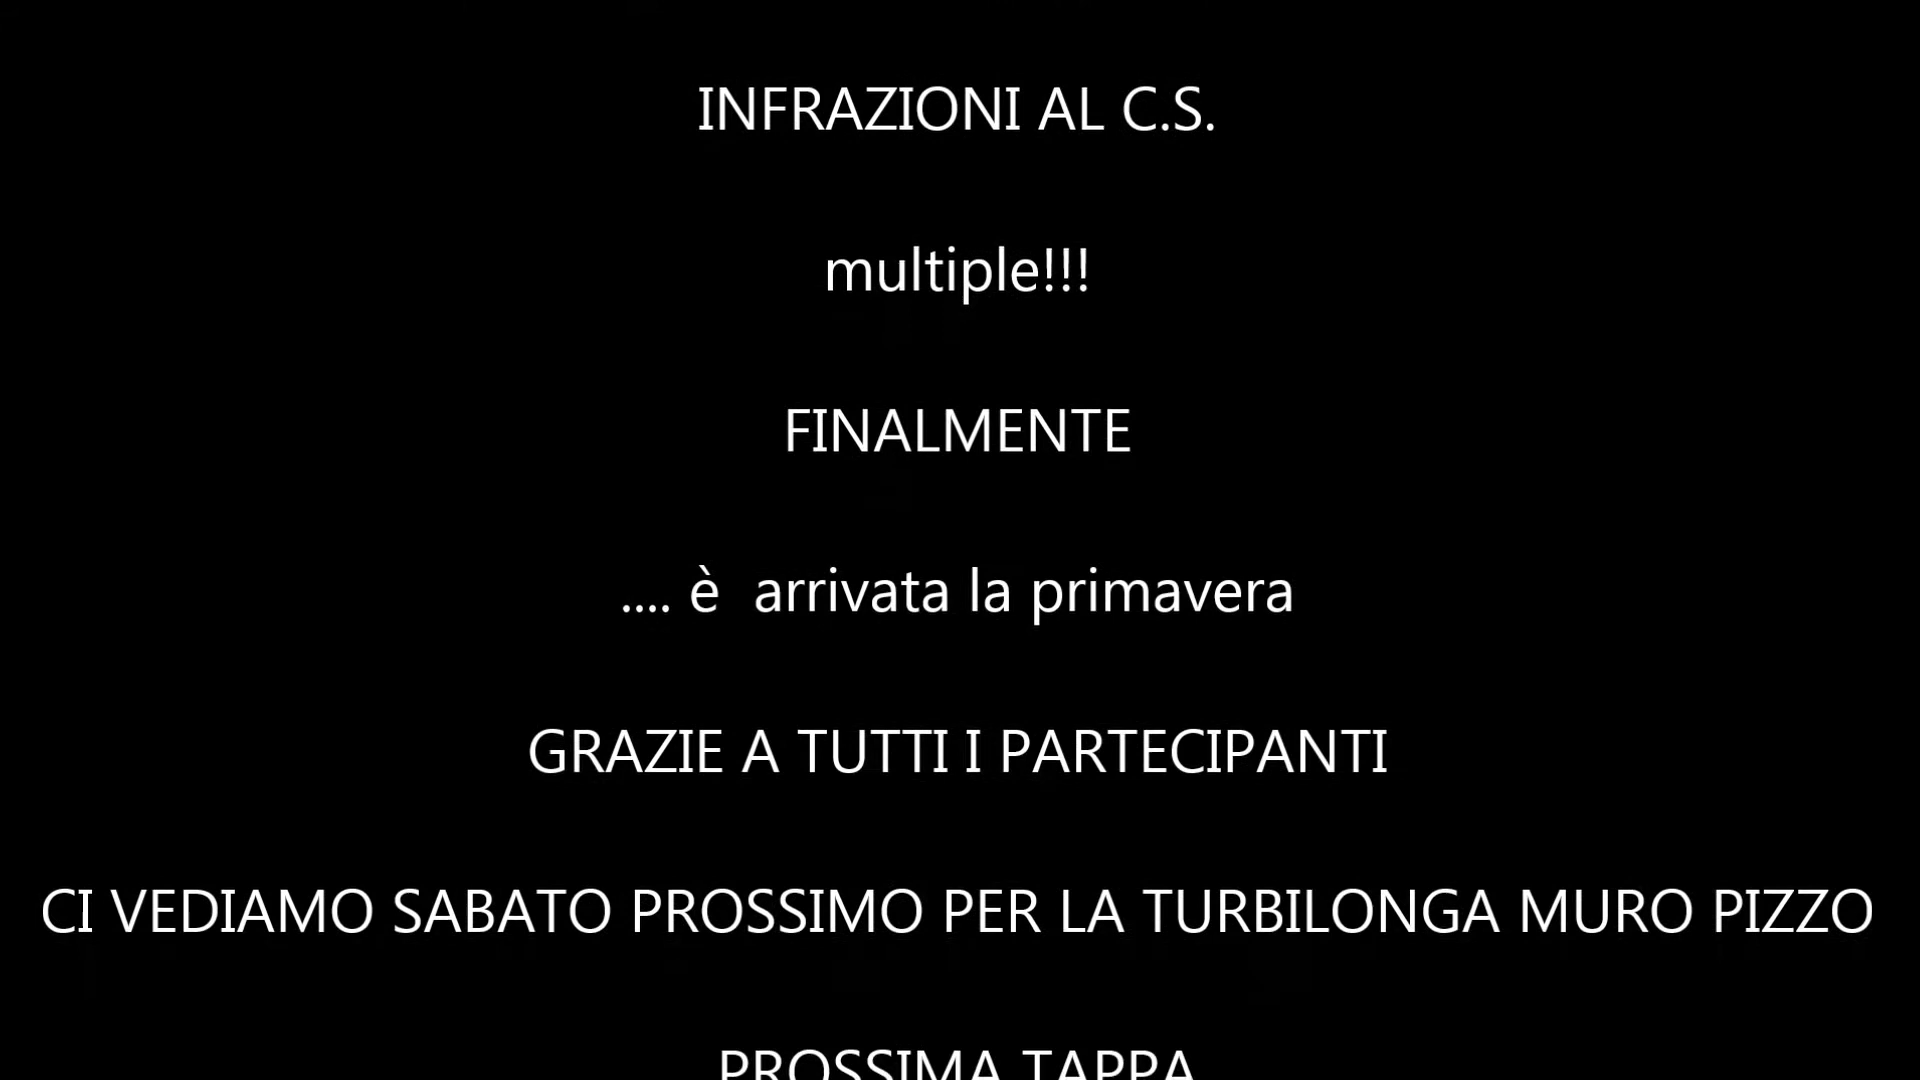 INFRAZIONI AL C.S.
multiple!!!
FINALMENTE
.... è  arrivata la primavera
GRAZIE A TUTTI I PARTECIPANTI
CI VEDIAMO SABATO PROSSIMO PER LA TURBILONGA MURO PIZZO
PROSSIMA TAPPA